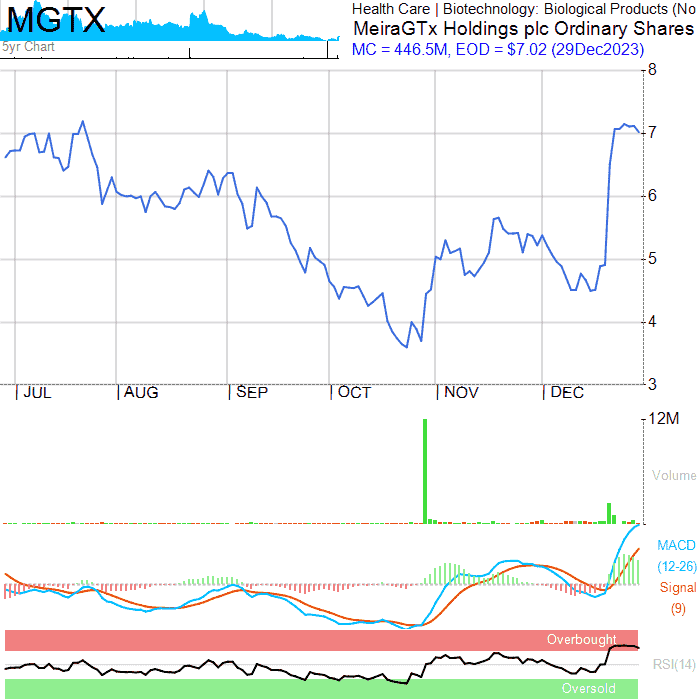 MGTX
5yr Chart
Health Care | Biotechnology: Biological Products (No
MeiraGTx Holdings plc Ordinary Shares
MC = 446.5M, EOD = $7.02 (29Dec2023)
8
7
6
5
4
3
JUL AUG SEP OCT NOV DEC
12M
Volume
MACD
(12-26)
Signal
(9)
Overbought
RSI(14)
Oversold